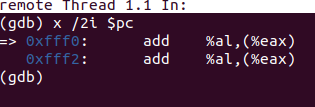 remote Thread 1.1 In:
(gdb) x /2i $pc
=> 0xfff0:      add    %al,(%eax)
   0xfff2:      add    %al,(%eax)
(gdb)